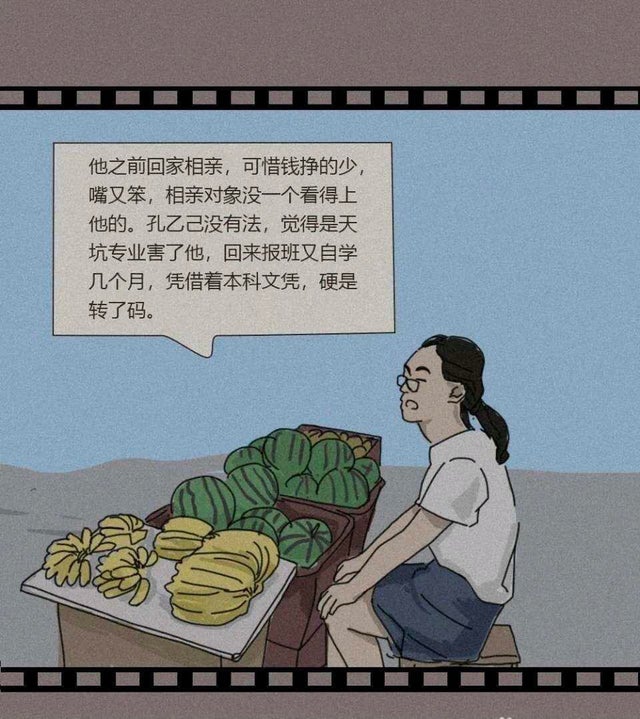 他之前回家相亲，可惜钱挣的少，
嘴又笨，相亲对象没一个看得上
他的。孔乙己没有法，觉得是天
坑专业害了他，回来报班又自学
几个月，凭借着本科文凭，硬是
转了码。